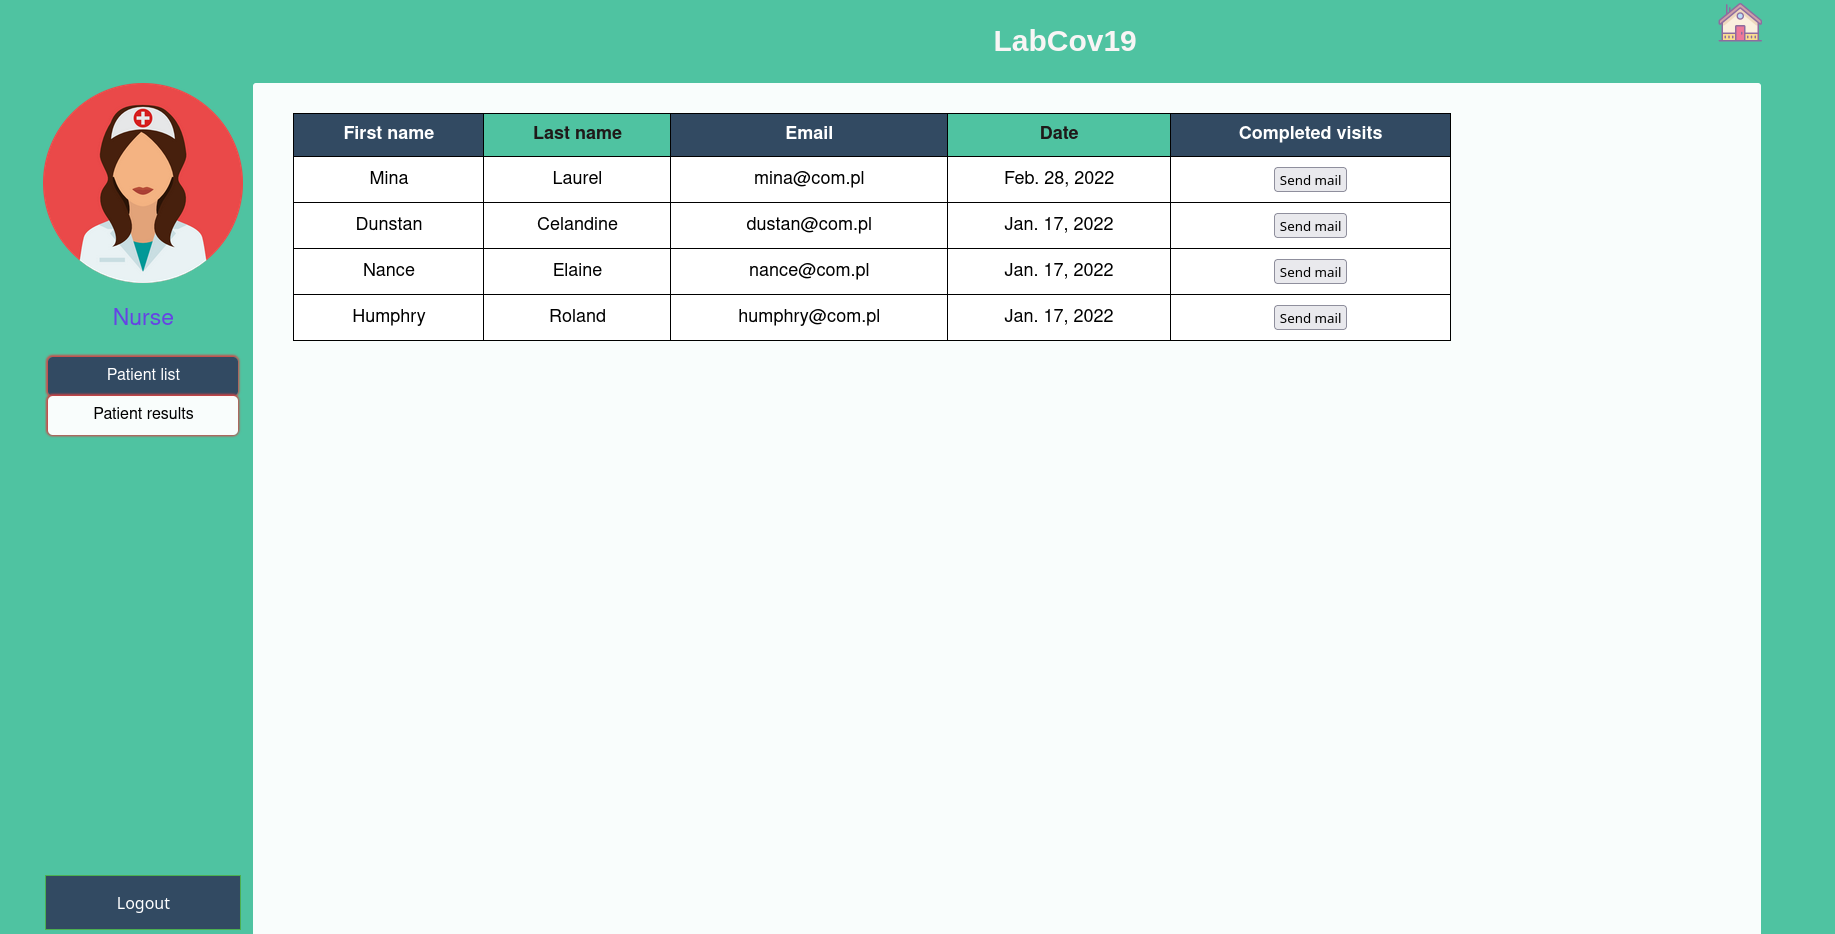 LabCov19
Nurse
Patient list
Patient results
Logout
First name Last name Email Date Completed visits
Mina Laurel mina@com.pl Feb. 28, 2022 Send mail
Dunstan Celandine dustan@com.pl Jan. 17, 2022 Send mail
Nance Elaine nance@com.pl Jan. 17, 2022 Send mail
Humphry Roland humphry@com.pl Jan. 17, 2022 Send mail